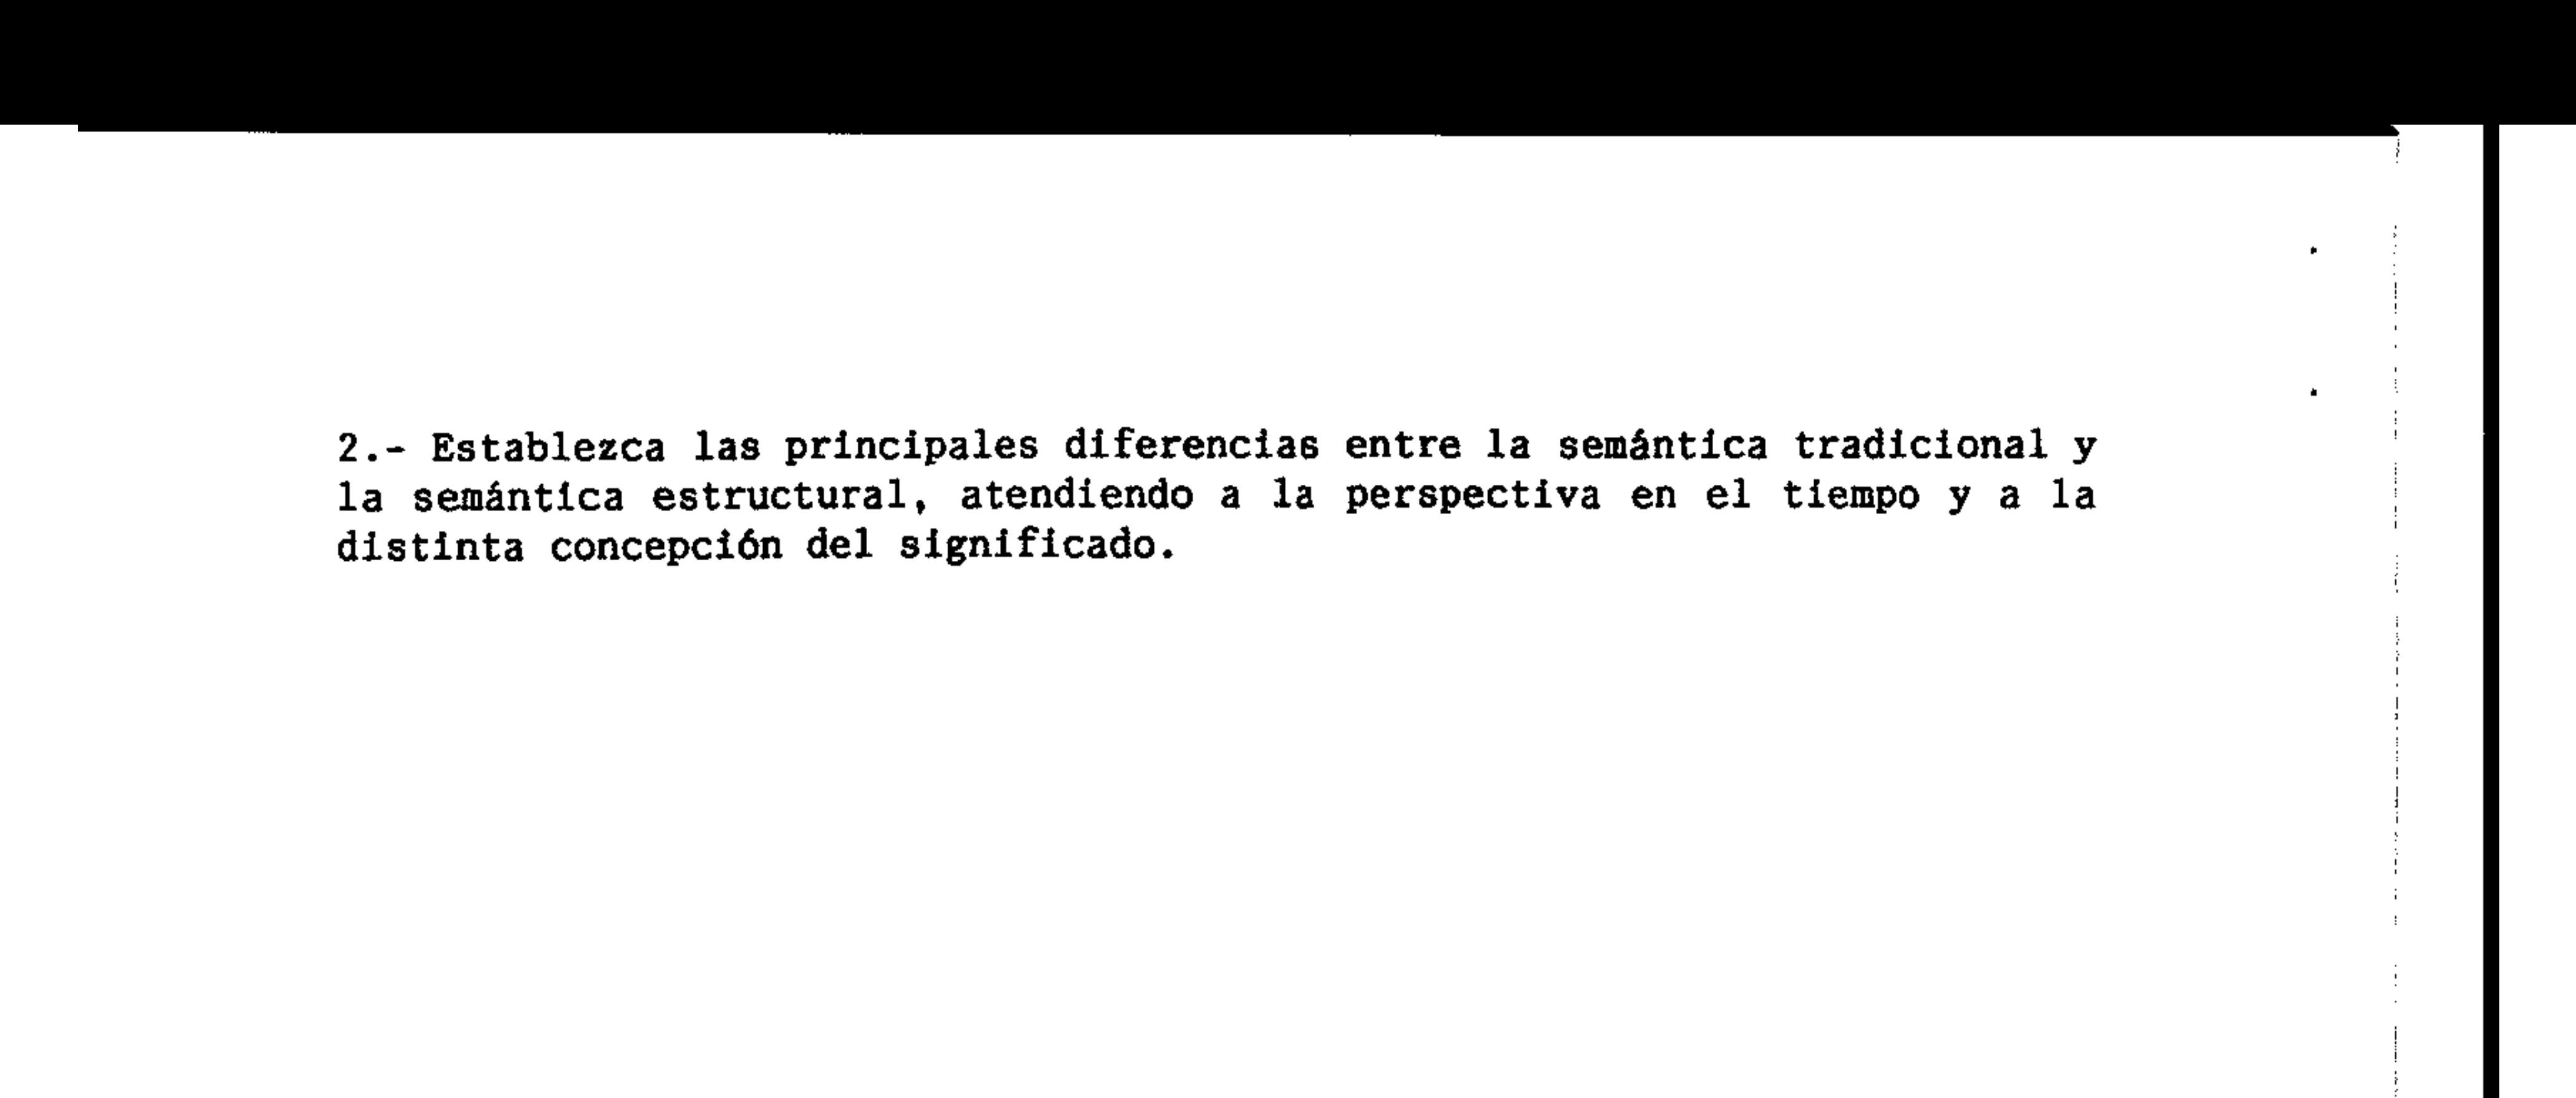 2.- Establezca las principales diferencias entre la semántica tradicional y
la semántica estructural, atendiendo a la perspectiva en el tiempo y a la
distinta concepción del significado.